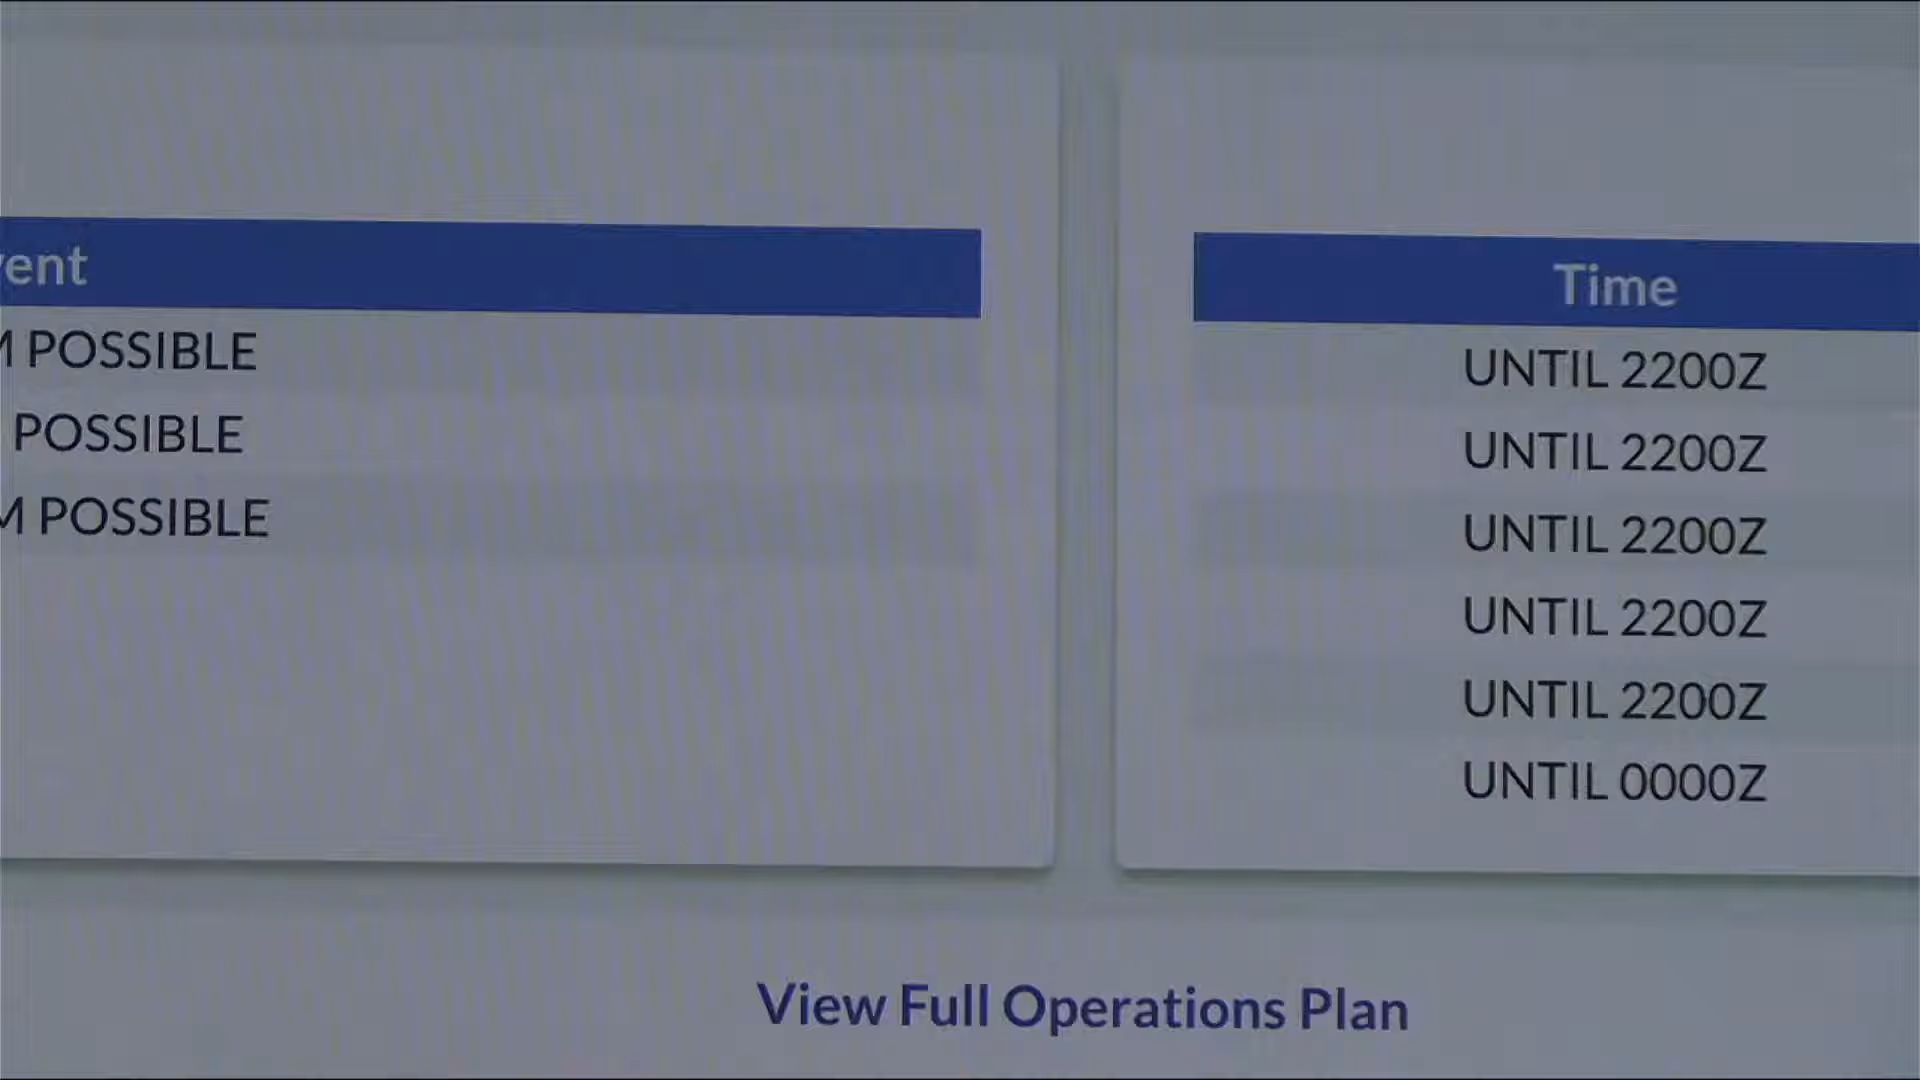 vent
M POSSIBLE
POSSIBLE
M POSSIBLE
Time
UNTIL 2200Z
UNTIL 2200Z
UNTIL 2200Z
UNTIL 2200Z
UNTIL 2200Z
UNTIL 0000Z
View Full Operations Plan